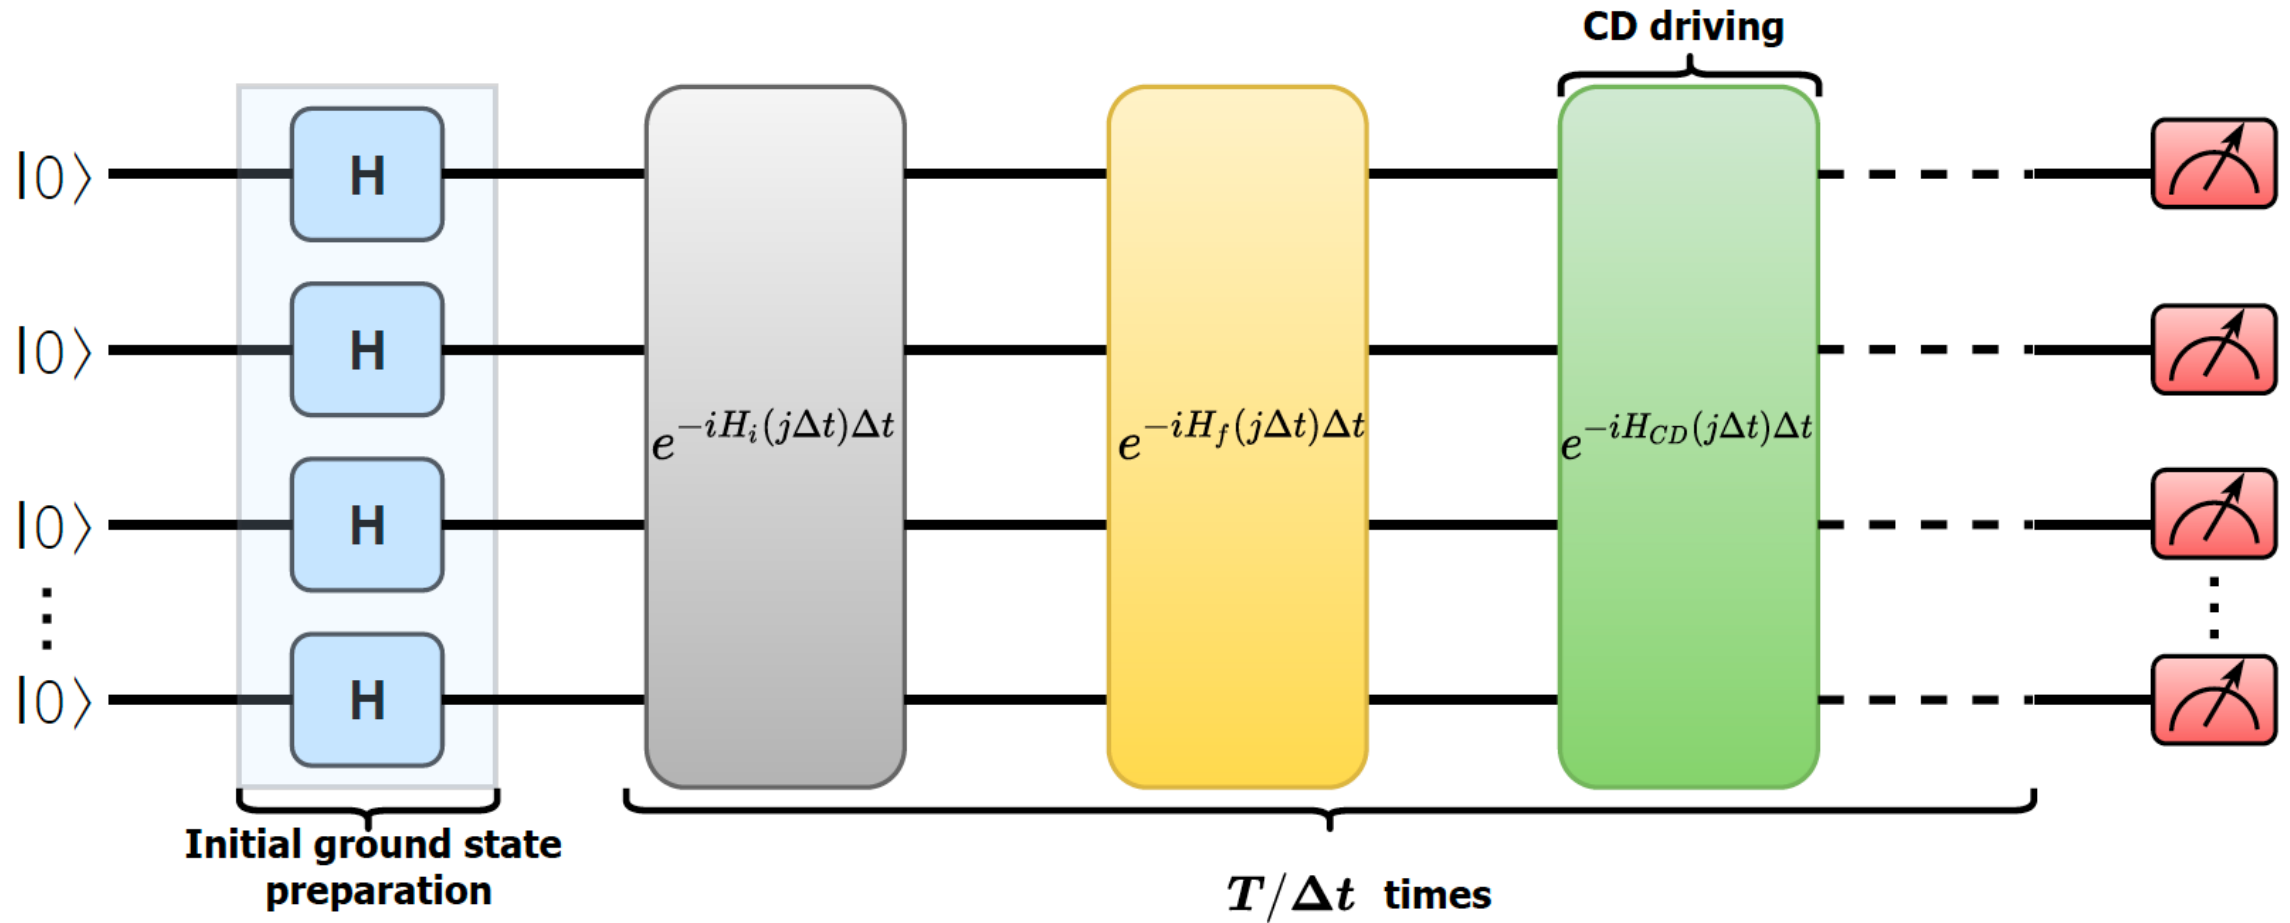 CD driving
|0⟩ H
|0⟩ H
e^{-iH_i(jΔt)Δt} e^{-iH_f(jΔt)Δt} e^{-iH_{CD}(jΔt)Δt}
|0⟩ H
⋮ ⋮
|0⟩ H
Initial ground state
preparation
T/Δt times